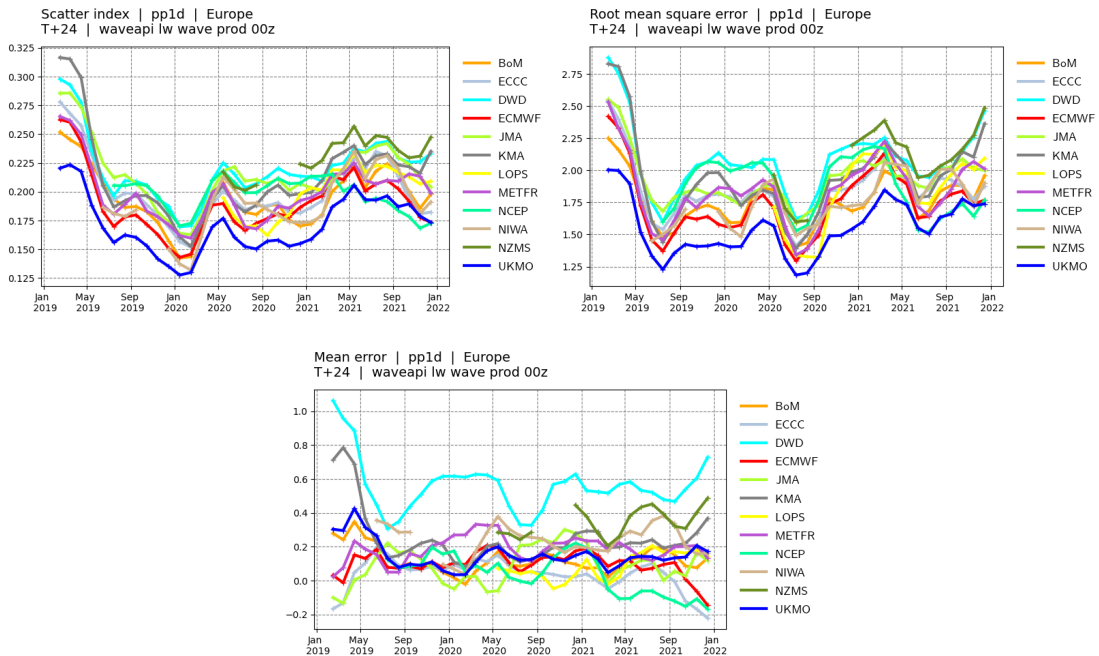 Scatter index | pp1d | Europe
T+24 | waveapi lw wave prod 00z
0.325
0.300
0.275
0.250
0.225
0.200
0.175
0.150
0.125
Jan 2019
May 2019
Sep 2019
Jan 2020
May 2020
Sep 2020
Jan 2021
May 2021
Sep 2021
Jan 2022
BoM
ECCC
DWD
ECMWF
JMA
KMA
LOPS
METFR
NCEP
NIWA
NZMS
UKMO
Root mean square error | pp1d | Europe
T+24 | waveapi lw wave prod 00z
2.75
2.50
2.25
2.00
1.75
1.50
1.25
Jan 2019
May 2019
Sep 2019
Jan 2020
May 2020
Sep 2020
Jan 2021
May 2021
Sep 2021
Jan 2022
BoM
ECCC
DWD
ECMWF
JMA
KMA
LOPS
METFR
NCEP
NIWA
NZMS
UKMO
Mean error | pp1d | Europe
T+24 | waveapi lw wave prod 00z
1.0
0.8
0.6
0.4
0.2
0.0
−0.2
Jan 2019
May 2019
Sep 2019
Jan 2020
May 2020
Sep 2020
Jan 2021
May 2021
Sep 2021
Jan 2022
BoM
ECCC
DWD
ECMWF
JMA
KMA
LOPS
METFR
NCEP
NIWA
NZMS
UKMO